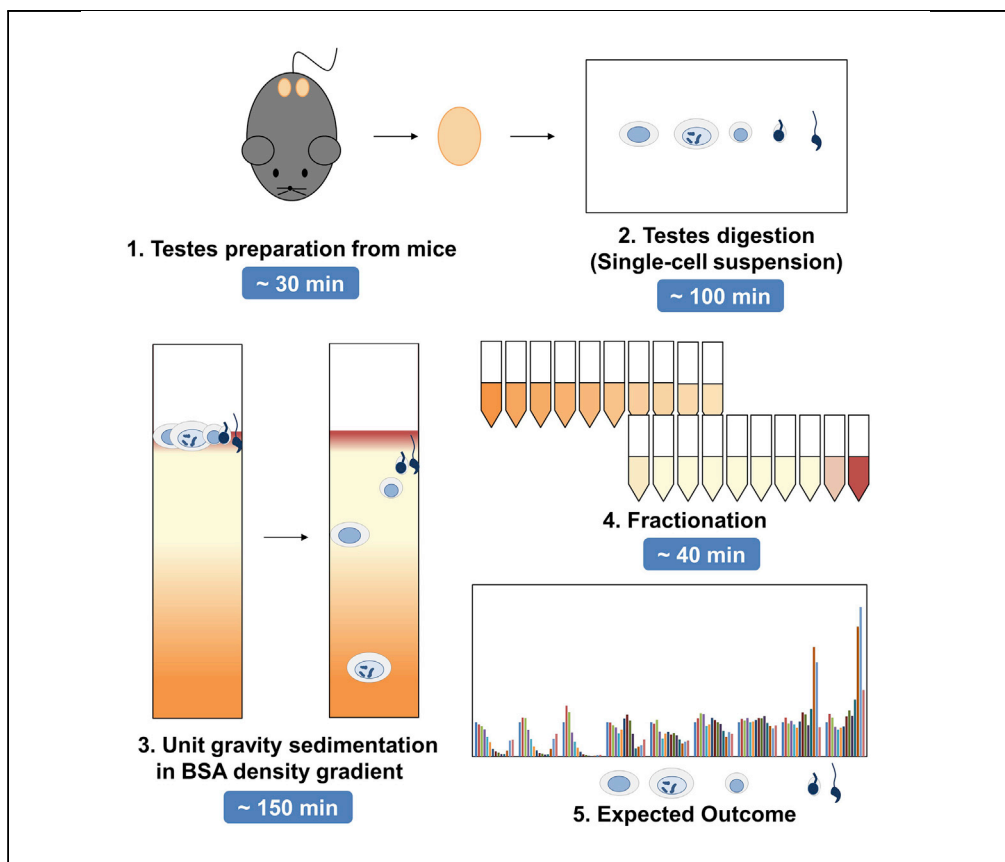 1. Testes preparation from mice
~ 30 min
2. Testes digestion
(Single-cell suspension)
~ 100 min
3. Unit gravity sedimentation
in BSA density gradient
~ 150 min
4. Fractionation
~ 40 min
5. Expected Outcome